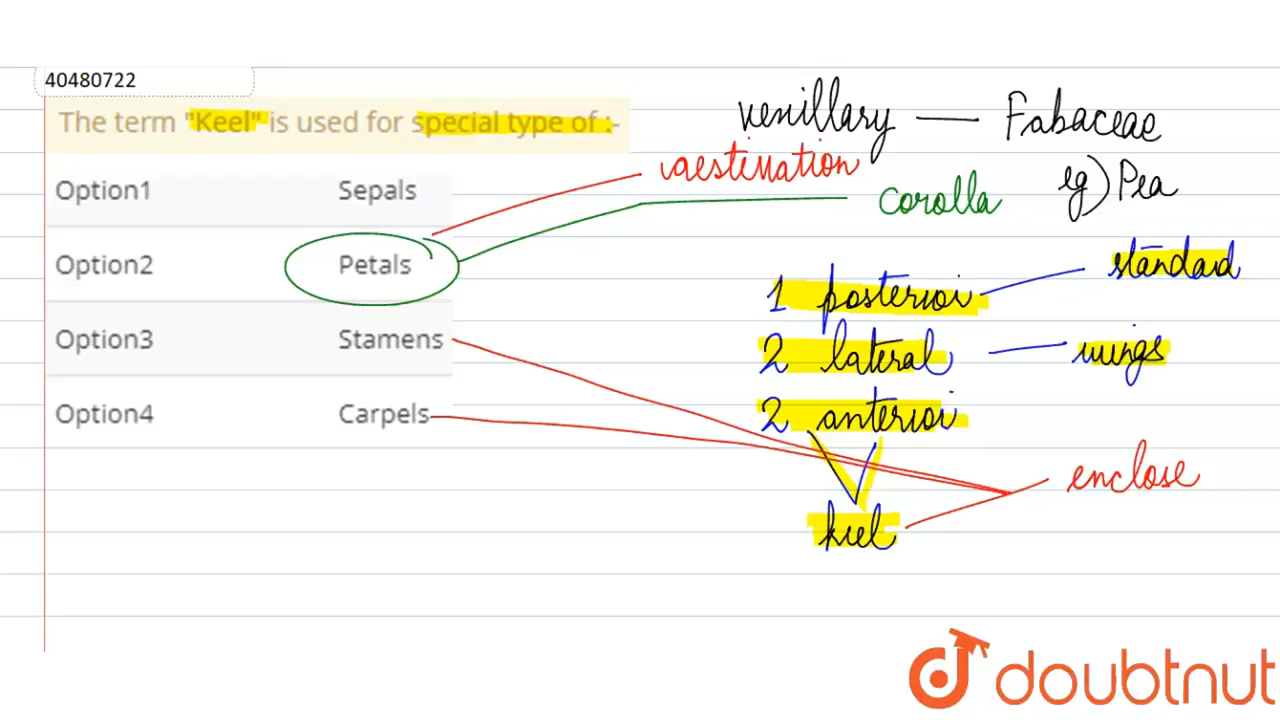 40480722
The term "Keel" is used for special type of :-
Option1 Sepals
Option2 Petals
Option3 Stamens
Option4 Carpels
vexillary — Fabaceae
aestivation
eg) Pea
corolla
1 posterior standard
2 lateral — wings
2 anterior
enclose
keel
doubtnut